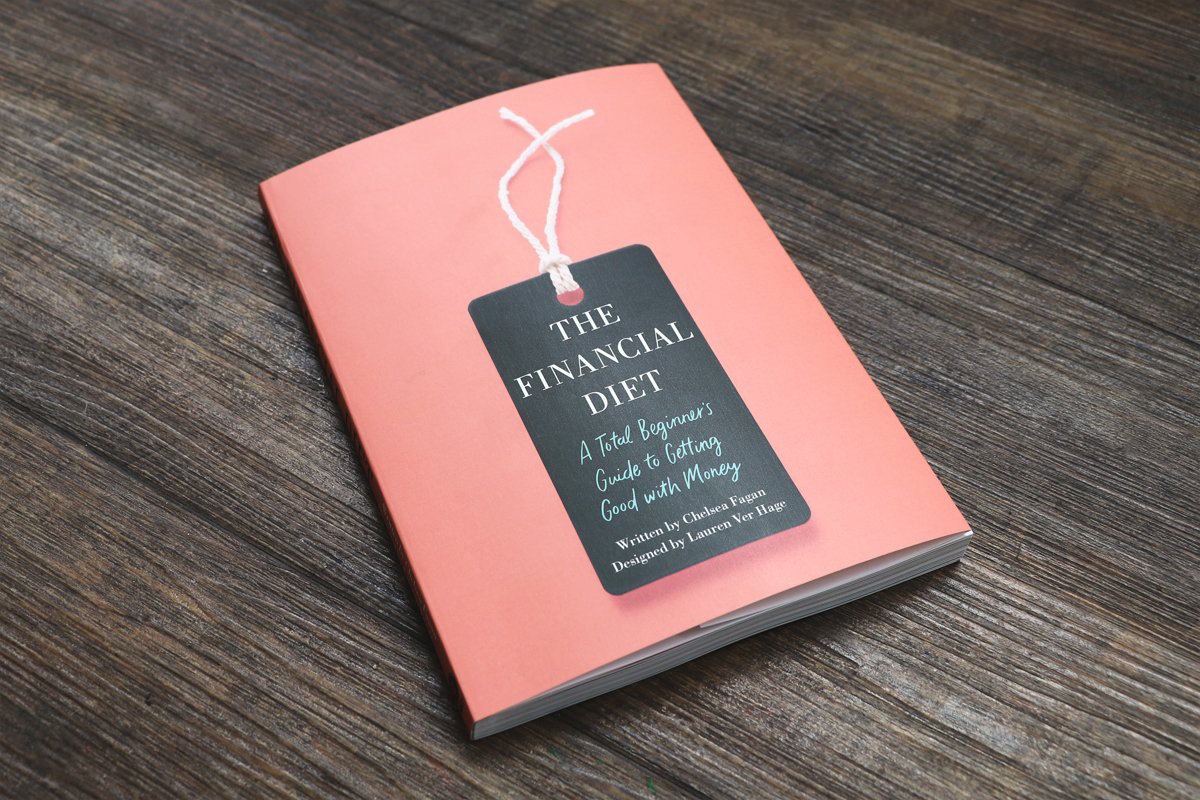 THE
FINANCIAL
DIET
A Total Beginner's
Guide to Getting
Good with Money
Written by Chelsea Fagan
Designed by Lauren Ver Hage